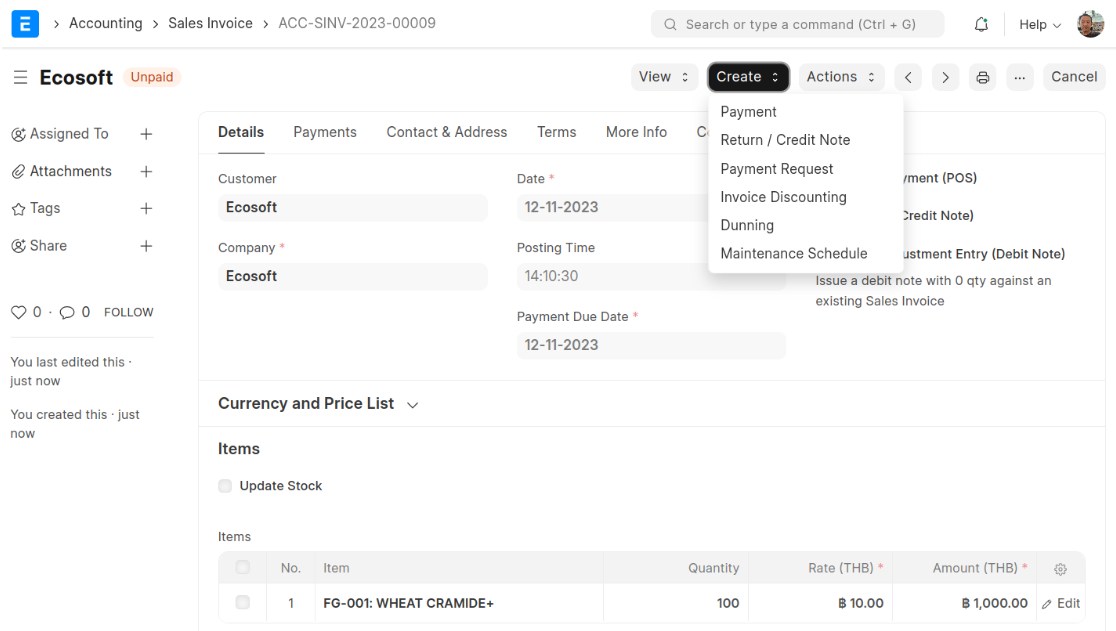 E > Accounting > Sales Invoice > ACC-SINV-2023-00009
Search or type a command (Ctrl + G)
Help
Ecosoft Unpaid
View Create Actions ... Cancel
Payment
Return / Credit Note
Payment Request
Invoice Discounting
Dunning
Maintenance Schedule
Assigned To +
Attachments +
Tags +
Share +
0 · 0 FOLLOW
You last edited this ·
just now
You created this · just
now
Details Payments Contact & Address Terms More Info
Customer
Ecosoft
Company *
Ecosoft
Date *
12-11-2023
Posting Time
14:10:30
Payment Due Date *
12-11-2023
(POS)
Credit Note)
Entry (Debit Note)
Issue a debit note with 0 qty against an
existing Sales Invoice
Currency and Price List
Items
Update Stock
Items
No. Item Quantity Rate (THB) * Amount (THB) *
1 FG-001: WHEAT CRAMIDE+ 100 ฿ 10.00 ฿ 1,000.00 Edit